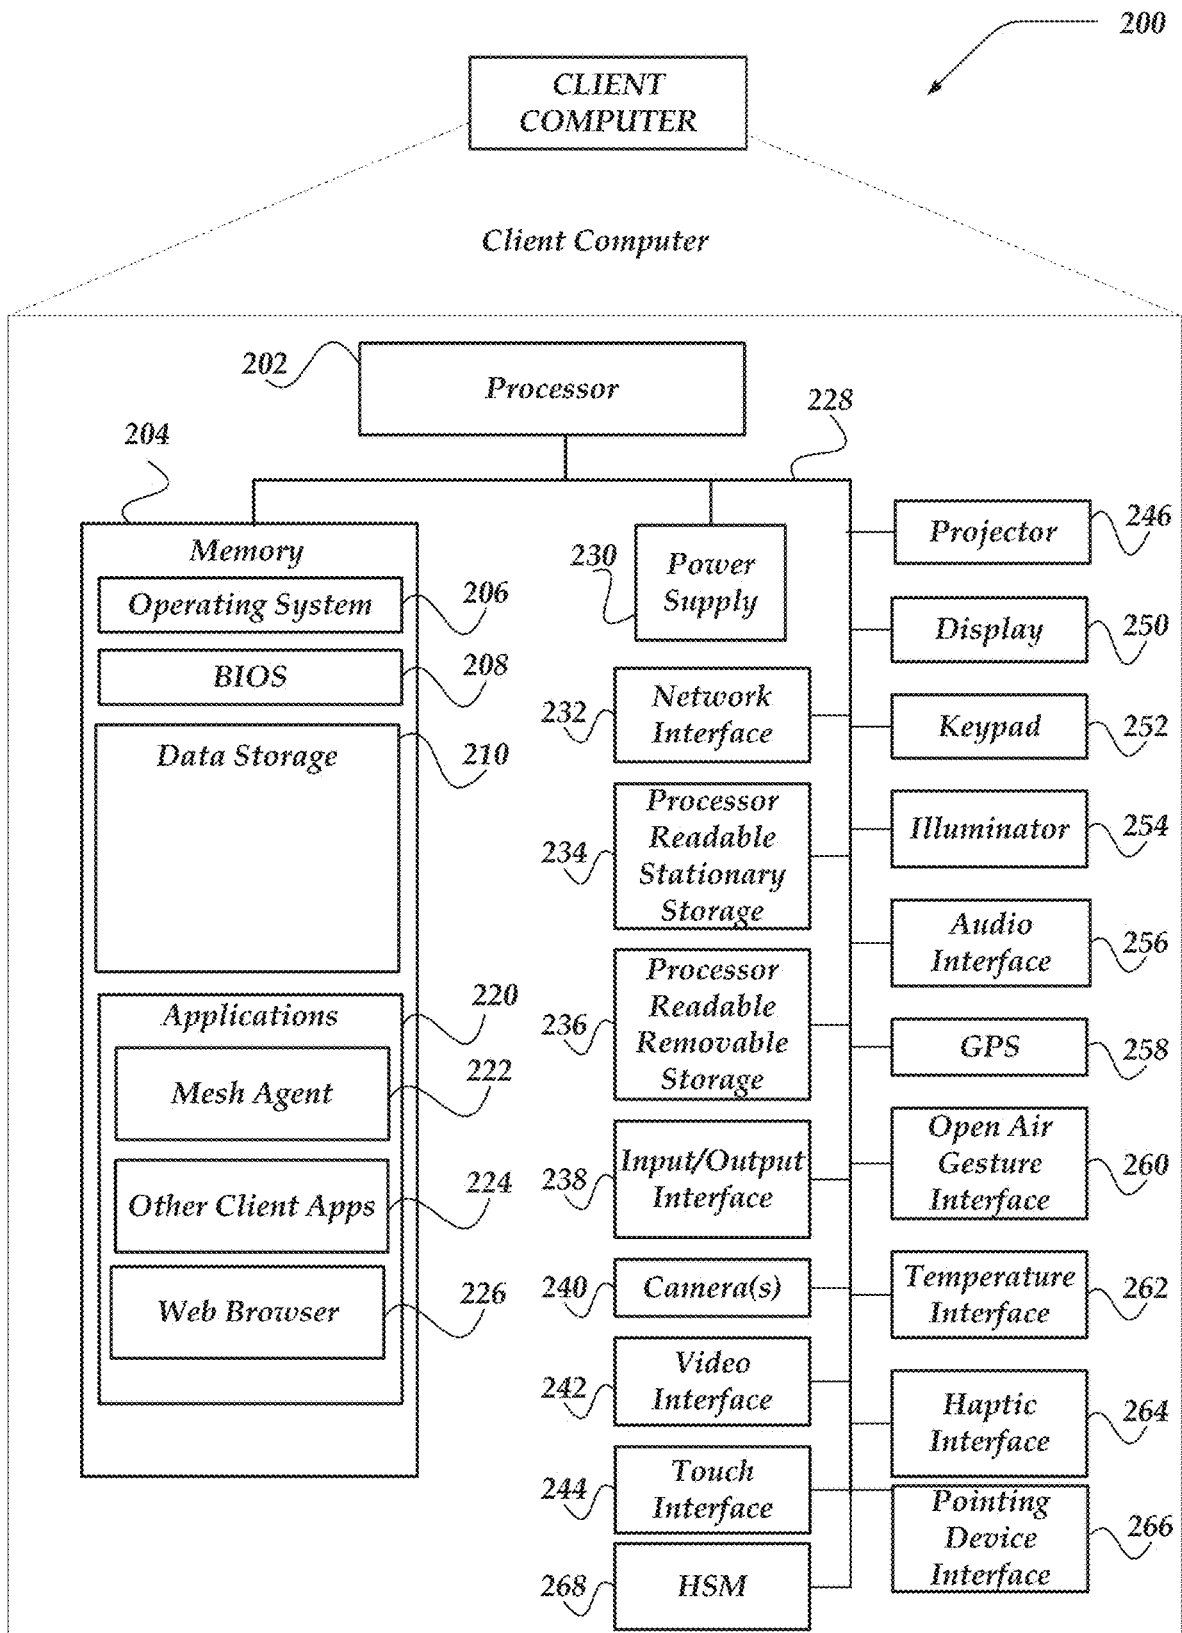 200
CLIENT
COMPUTER
Client Computer
202
Processor
228
204
Memory
Operating System
206
BIOS
208
Data Storage
210
Applications
220
Mesh Agent
222
Other Client Apps
224
Web Browser
226
230
Power
Supply
232
Network
Interface
234
Processor
Readable
Stationary
Storage
236
Processor
Readable
Removable
Storage
238
Input/Output
Interface
240
Camera(s)
242
Video
Interface
244
Touch
Interface
268
HSM
Projector
246
Display
250
Keypad
252
Illuminator
254
Audio
Interface
256
GPS
258
Open Air
Gesture
Interface
260
Temperature
Interface
262
Haptic
Interface
264
Pointing
Device
Interface
266